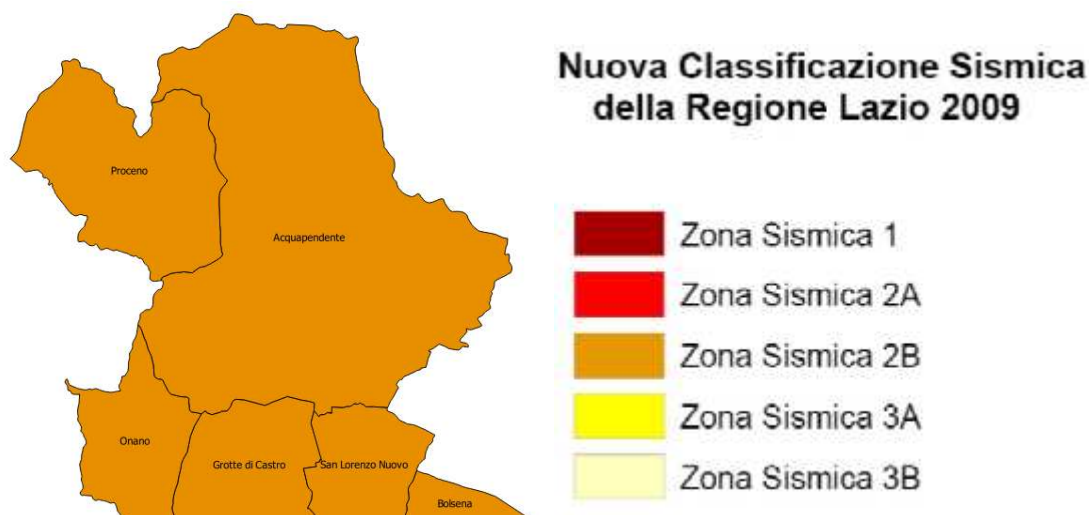 Nuova Classificazione Sismica
della Regione Lazio 2009
Proceno
Acquapendente
Onano
Grotte di Castro
San Lorenzo Nuovo
Bolsena
Zona Sismica 1
Zona Sismica 2A
Zona Sismica 2B
Zona Sismica 3A
Zona Sismica 3B